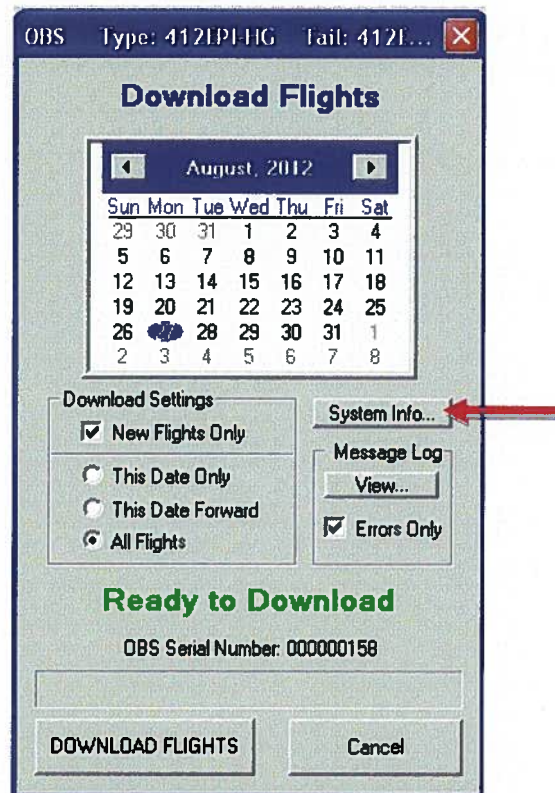 OBS Type: 412EPI-HG Tail: 412E...
Download Flights
August, 2012
Sun Mon Tue Wed Thu Fri Sat
29 30 31 1 2 3 4
5 6 7 8 9 10 11
12 13 14 15 16 17 18
19 20 21 22 23 24 25
26 27 28 29 30 31 1
2 3 4 5 6 7 8
Download Settings
New Flights Only
This Date Only
This Date Forward
All Flights
System Info...
Message Log
View...
Errors Only
Ready to Download
OBS Serial Number: 000000158
DOWNLOAD FLIGHTS
Cancel